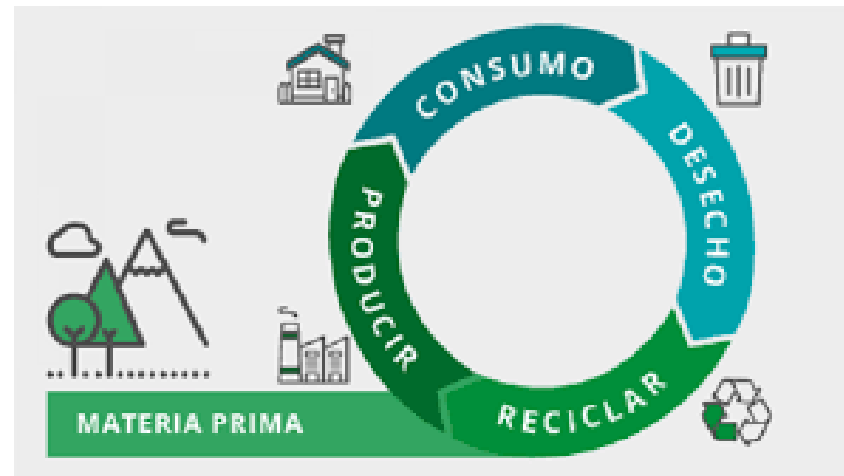 MATERIA PRIMA
PRODUCIR
CONSUMO
DESECHO
RECICLAR